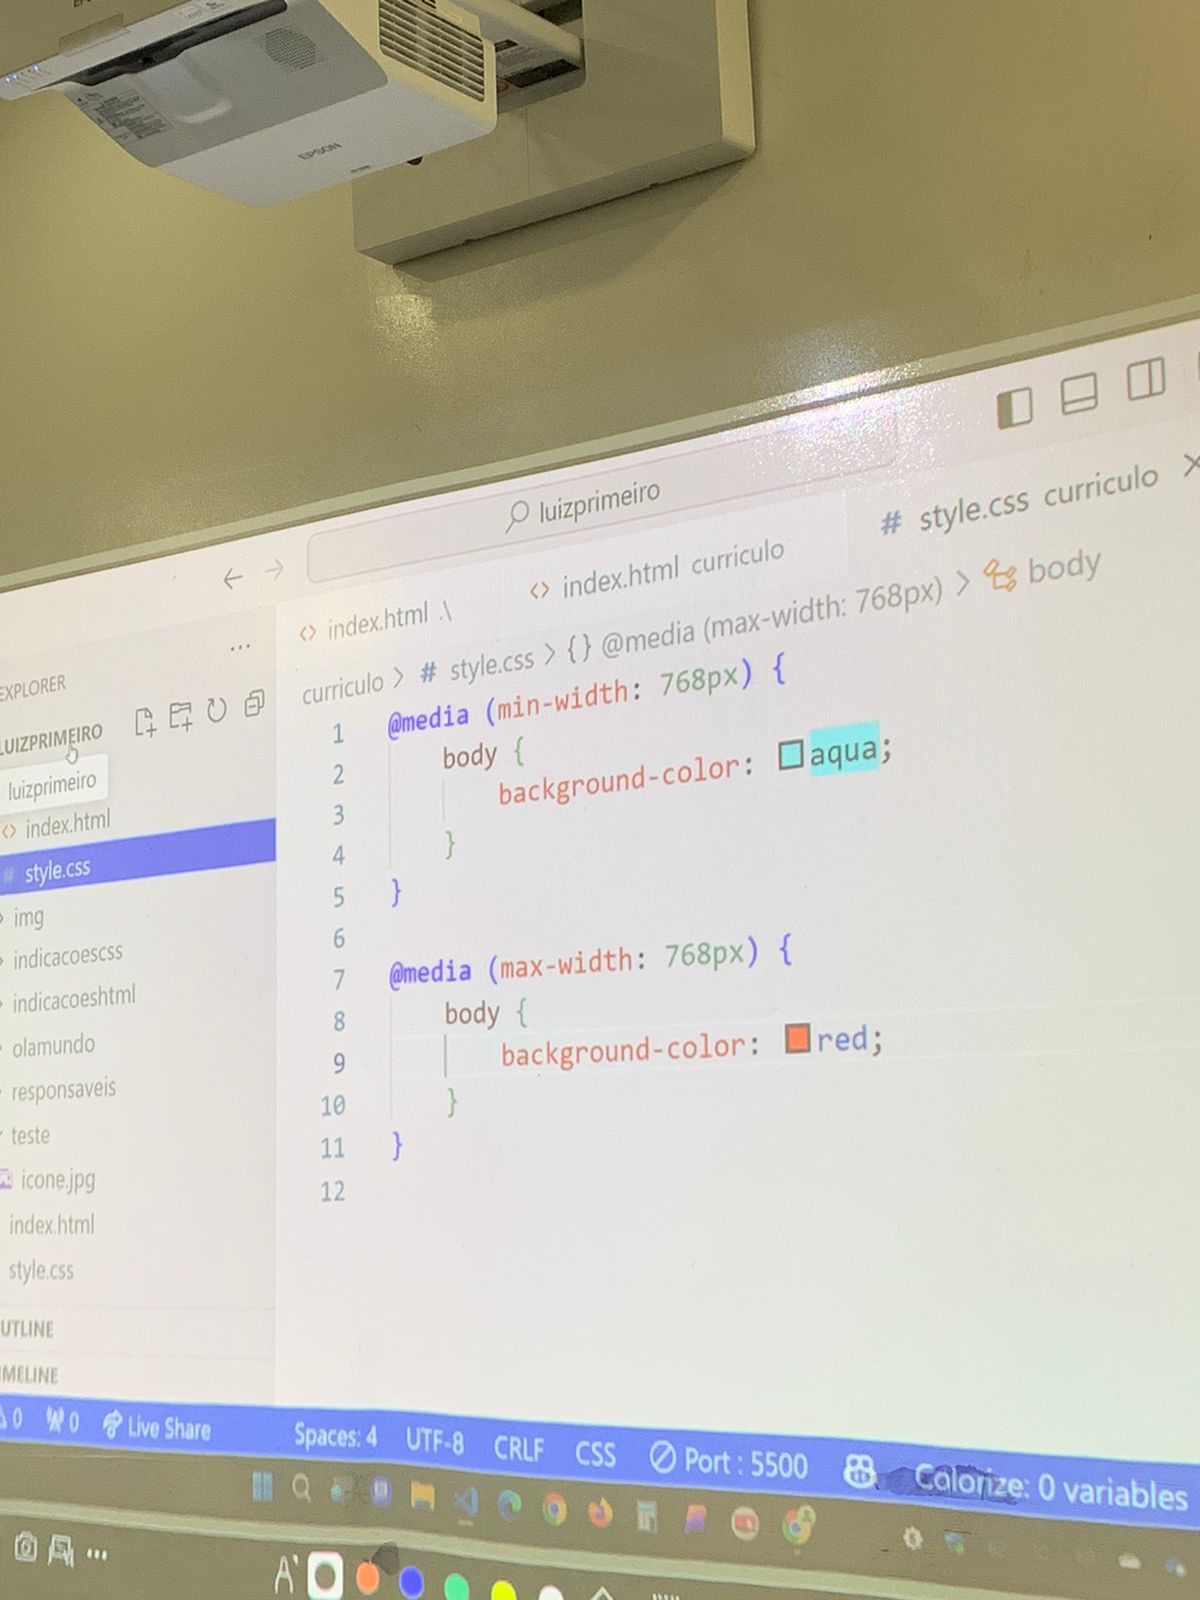 EPSON
luizprimeiro
index.html .\
index.html curriculo
# style.css curriculo
curriculo > # style.css > {} @media (max-width: 768px) > body
EXPLORER
LUIZPRIMEIRO
luizprimeiro
index.html
# style.css
img
indicacoescss
indicacoeshtml
olamundo
responsaveis
teste
icone.jpg
index.html
style.css
UTLINE
MELINE
1 @media (min-width: 768px) {
2 body {
3 background-color: aqua;
4 }
5 }
6
7 @media (max-width: 768px) {
8 body {
9 background-color: red;
10 }
11 }
12
0 0 Live Share Spaces: 4 UTF-8 CRLF CSS Port : 5500 Colorize: 0 variables